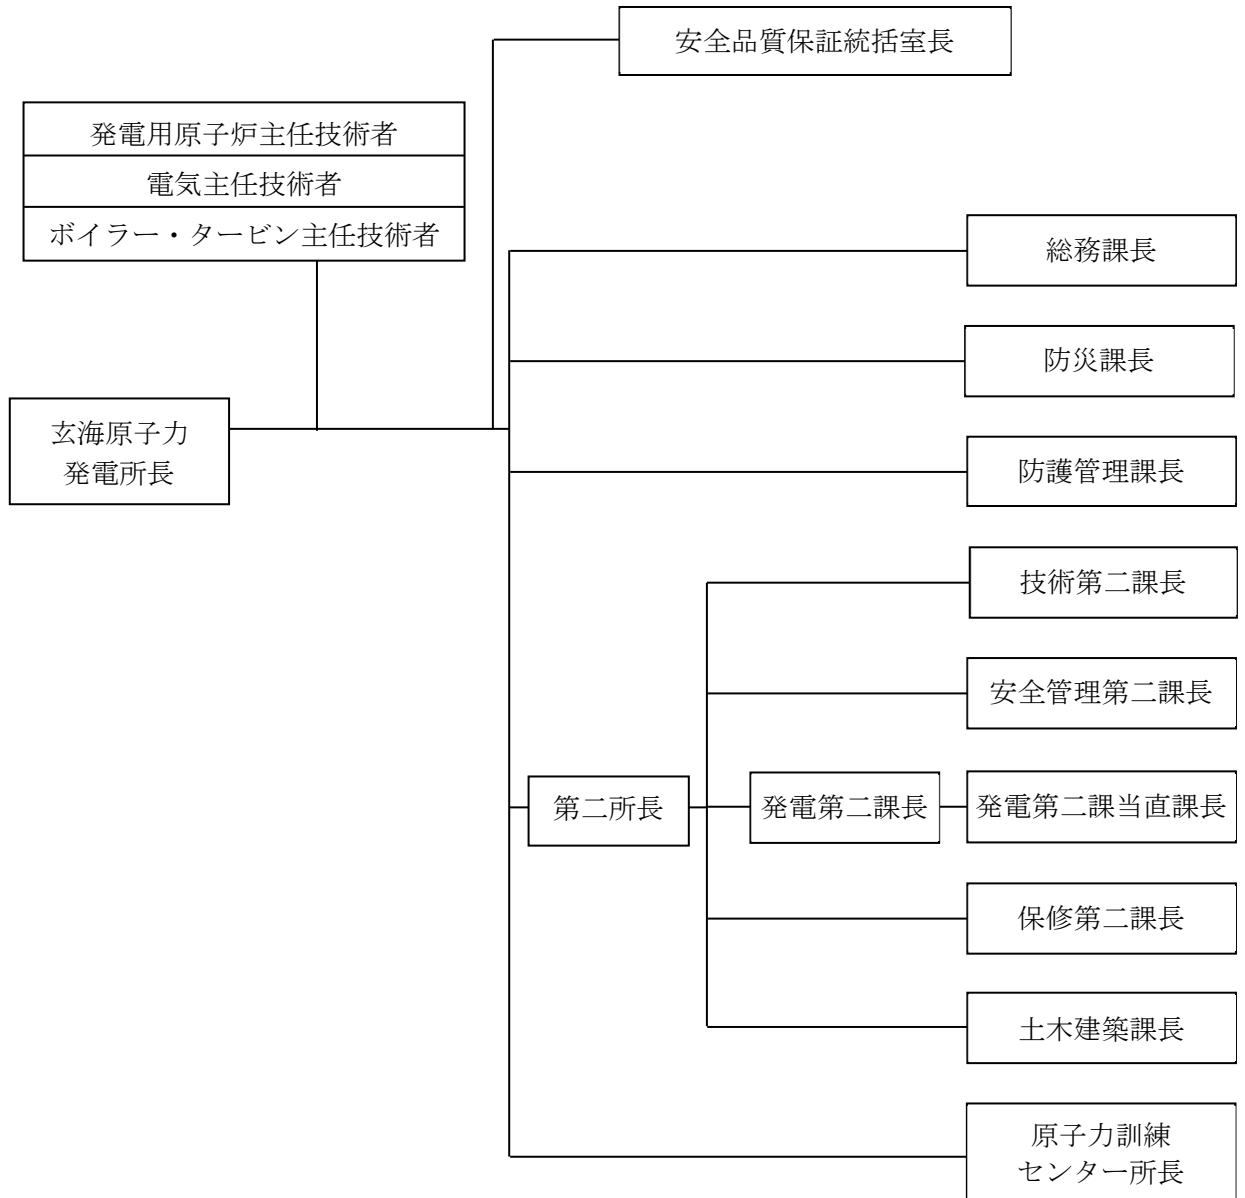 安全品質保証統括室長
発電用原子炉主任技術者
電気主任技術者
ボイラー・タービン主任技術者
総務課長
防災課長
玄海原子力
発電所長
防護管理課長
技術第二課長
安全管理第二課長
第二所長
発電第二課長
発電第二課当直課長
保修第二課長
土木建築課長
原子力訓練
センター所長